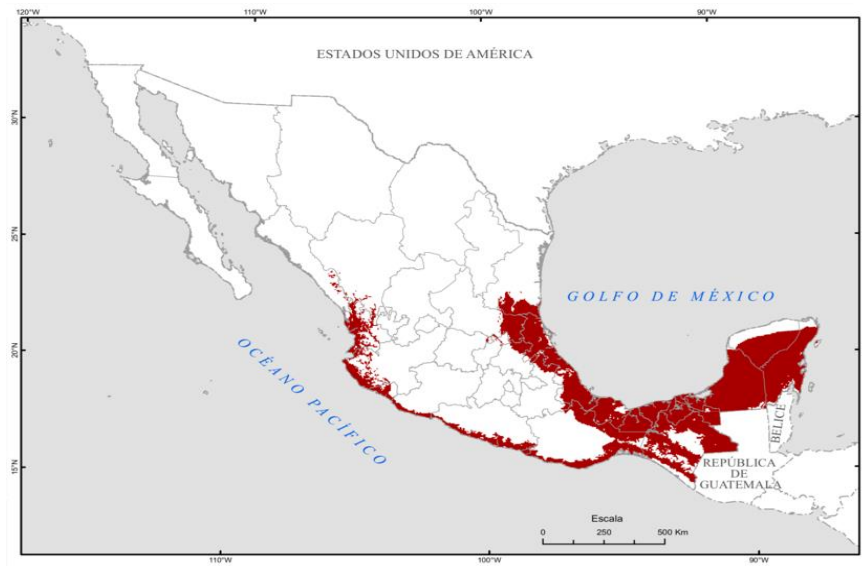 120°W 110°W 100°W 90°W
ESTADOS UNIDOS DE AMÉRICA
30°N
25°N
GOLFO DE MÉXICO
20°N
OCÉANO PACÍFICO
BELICE
15°N
REPÚBLICA
DE
GUATEMALA
Escala
0 250 500 Km
110°W 100°W 90°W